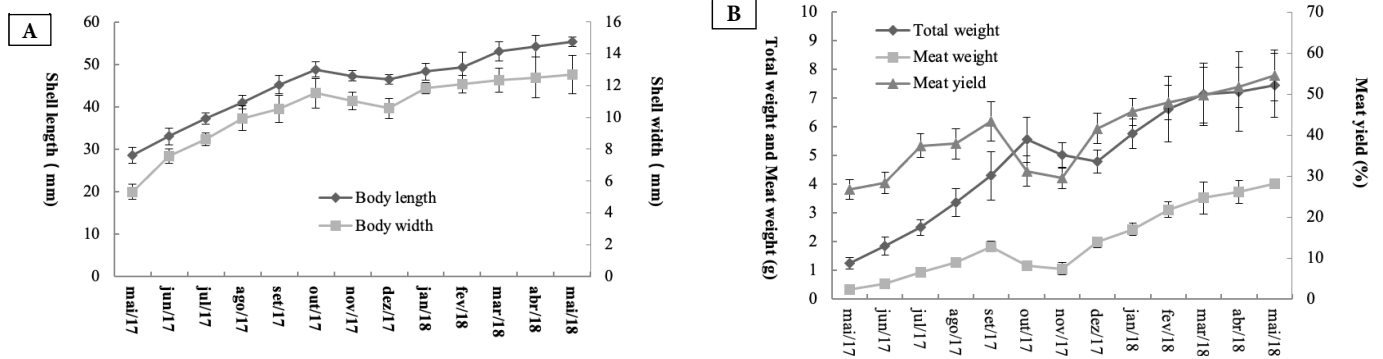 A
60
50
40
30
20
10
0
Shell length ( mm)
16
14
12
10
8
6
4
2
0
Shell width ( mm)
Body length
Body width
mai/17
jun/17
jul/17
ago/17
set/17
out/17
nov/17
dez/17
jan/18
fev/18
mar/18
abr/18
mai/18
B
10
9
8
7
6
5
4
3
2
1
0
Total weight and Meat weight (g)
70
60
50
40
30
20
10
0
Meat yield (%)
Total weight
Meat weight
Meat yield
mai/17
jun/17
jul/17
ago/17
set/17
out/17
nov/17
dez/17
jan/18
fev/18
mar/18
abr/18
mai/18